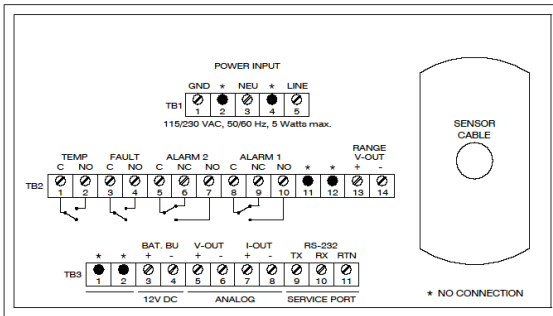 POWER INPUT
GND * NEU * LINE
TB1 1 2 3 4 5
115/230 VAC, 50/60 Hz, 5 Watts max.
SENSOR
CABLE
TEMP FAULT ALARM 2 ALARM 1 RANGE
V-OUT
C NO C NO C NC NO C NC NO * * + -
TB2 1 2 3 4 5 6 7 8 9 10 11 12 13 14
BAT. BU V-OUT I-OUT RS-232
* * + - + - + - TX RX RTN
TB3 1 2 3 4 5 6 7 8 9 10 11
12V DC ANALOG SERVICE PORT
* NO CONNECTION